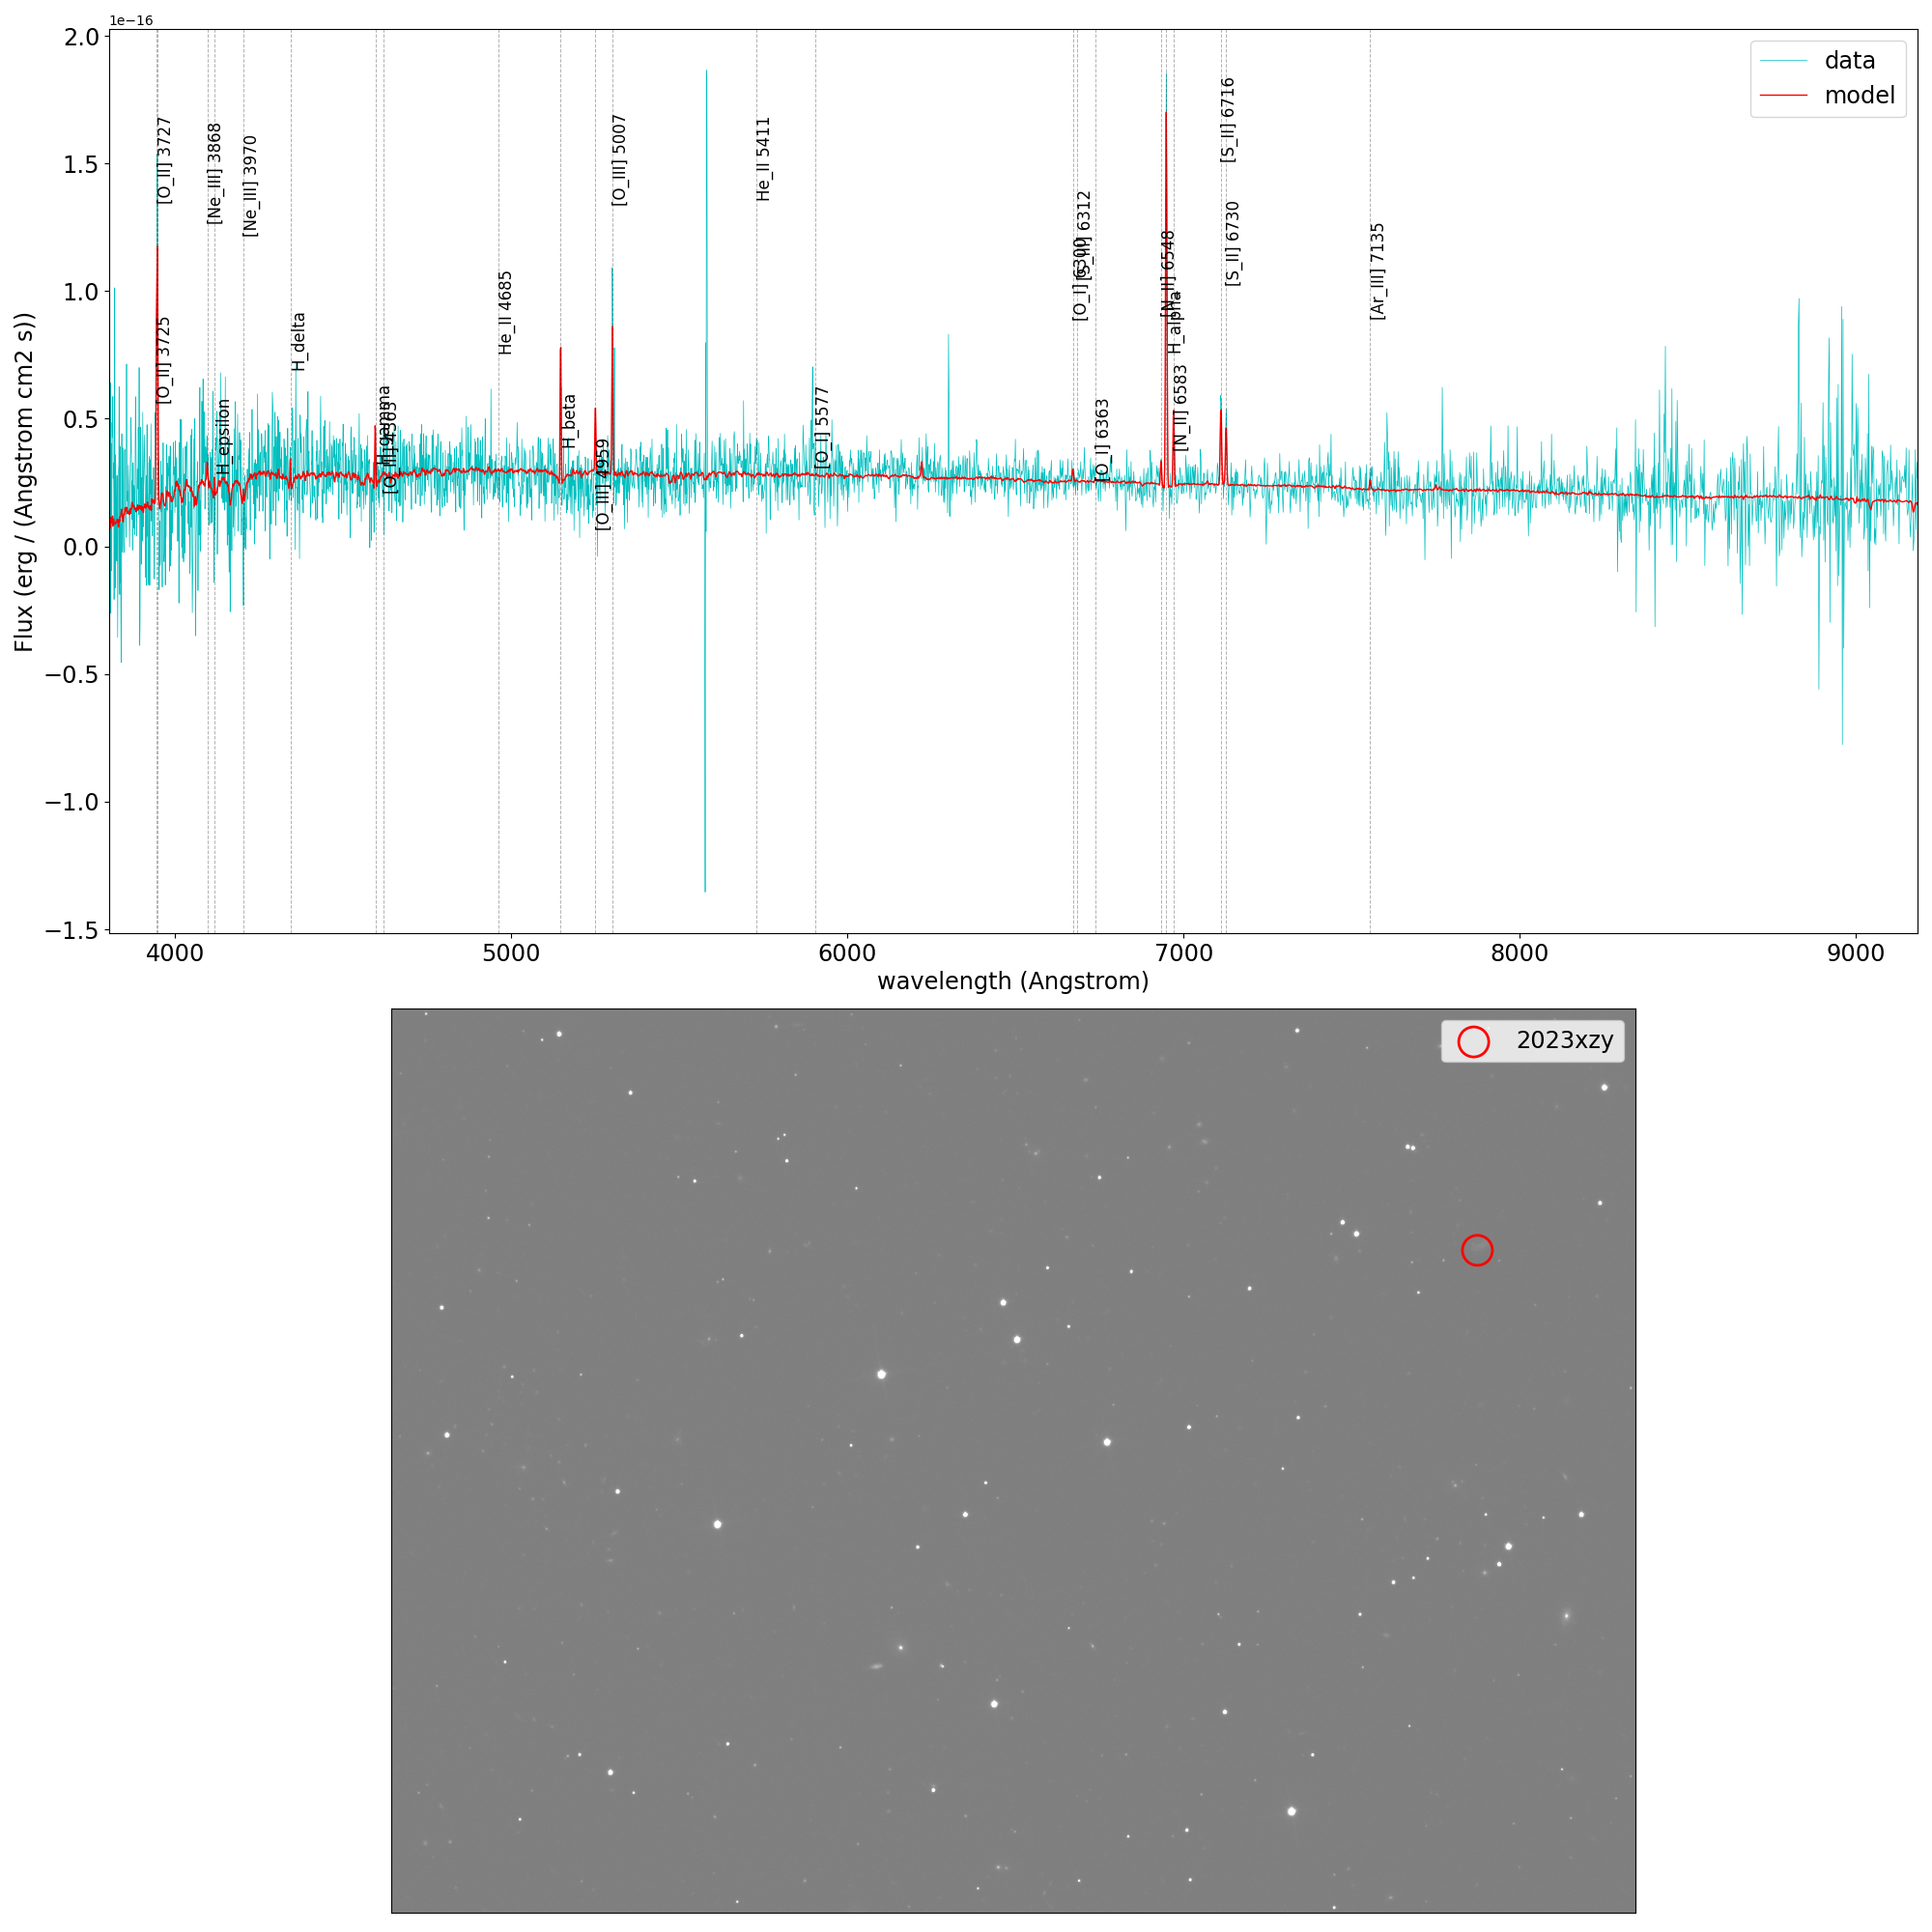 1e−16
2.0
1.5
1.0
0.5
0.0
−0.5
−1.0
−1.5
Flux (erg / (Angstrom cm2 s))
data
model
[O_II] 3727
[O_II] 3725
[Ne_III] 3868
H_epsilon
[Ne_III] 3970
H_delta
H_gamma
[O_III] 4363
He_II 4685
H_beta
[O_III] 4959
[O_III] 5007
He_II 5411
[O_I] 5577
[O_I] 6300
[S_III] 6312
[O_I] 6363
[N_II] 6548
H_alpha
[N_II] 6583
[S_II] 6716
[S_II] 6730
[Ar_III] 7135
4000 5000 6000 7000 8000 9000
wavelength (Angstrom)
2023xzy